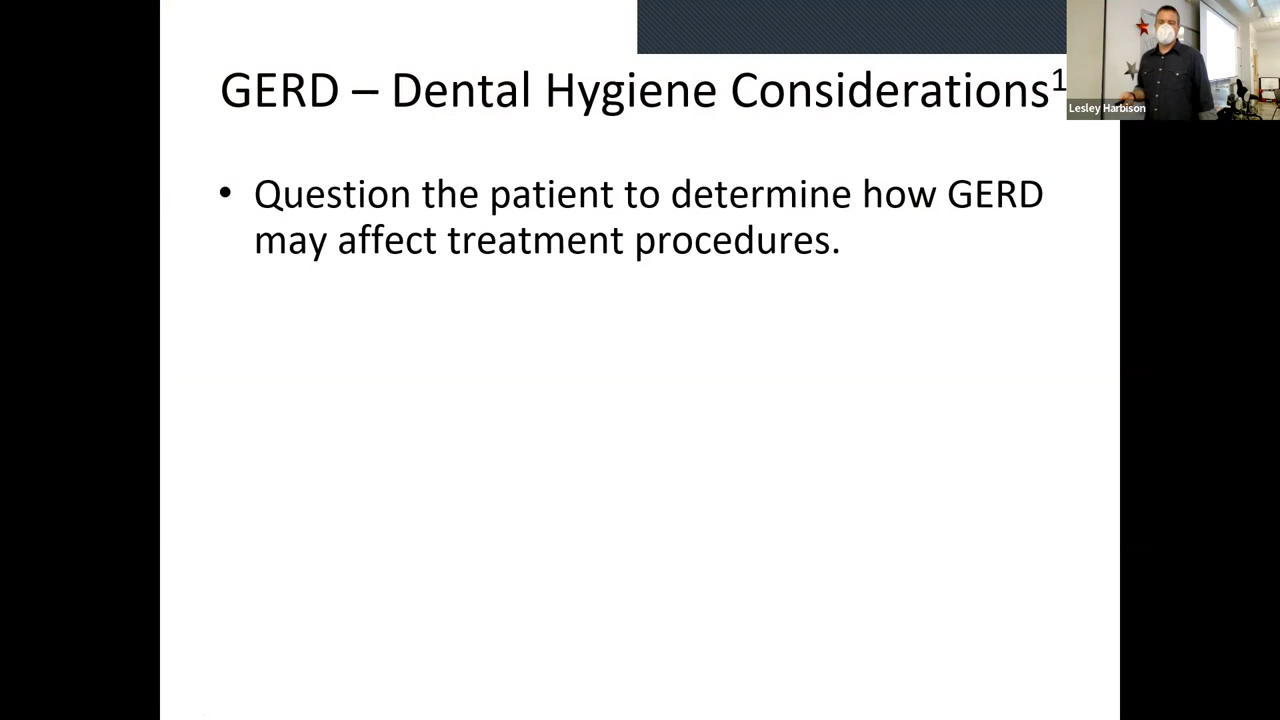 GERD – Dental Hygiene Considerations¹
Lesley Harbison
• Question the patient to determine how GERD
may affect treatment procedures.